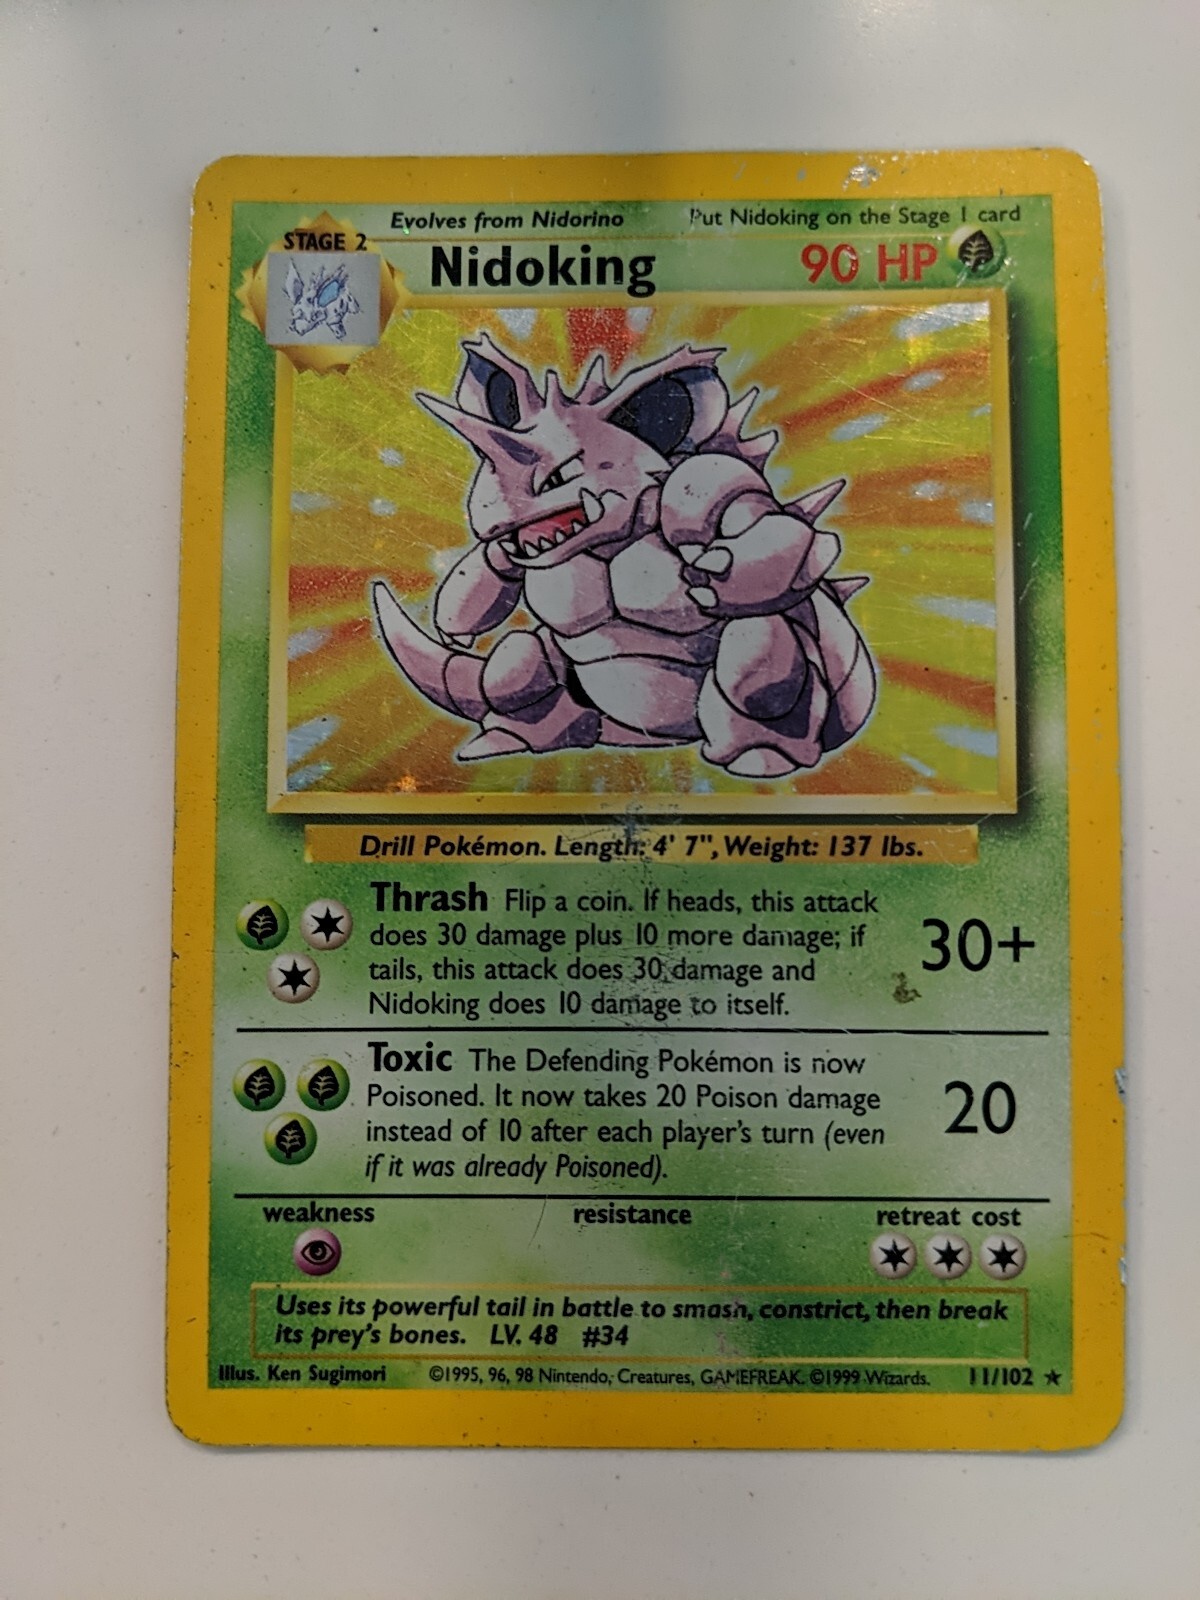 Evolves from Nidorino Put Nidoking on the Stage 1 card
STAGE 2
Nidoking 90 HP
Drill Pokémon. Length: 4' 7", Weight: 137 lbs.
Thrash Flip a coin. If heads, this attack
does 30 damage plus 10 more damage; if
tails, this attack does 30 damage and
Nidoking does 10 damage to itself.
30+
Toxic The Defending Pokémon is now
Poisoned. It now takes 20 Poison damage
instead of 10 after each player's turn (even
if it was already Poisoned).
20
weakness resistance retreat cost
Uses its powerful tail in battle to smash, constrict, then break
its prey's bones. LV. 48 #34
Illus. Ken Sugimori ©1995, 96, 98 Nintendo, Creatures, GAMEFREAK. ©1999 Wizards. 11/102 ★